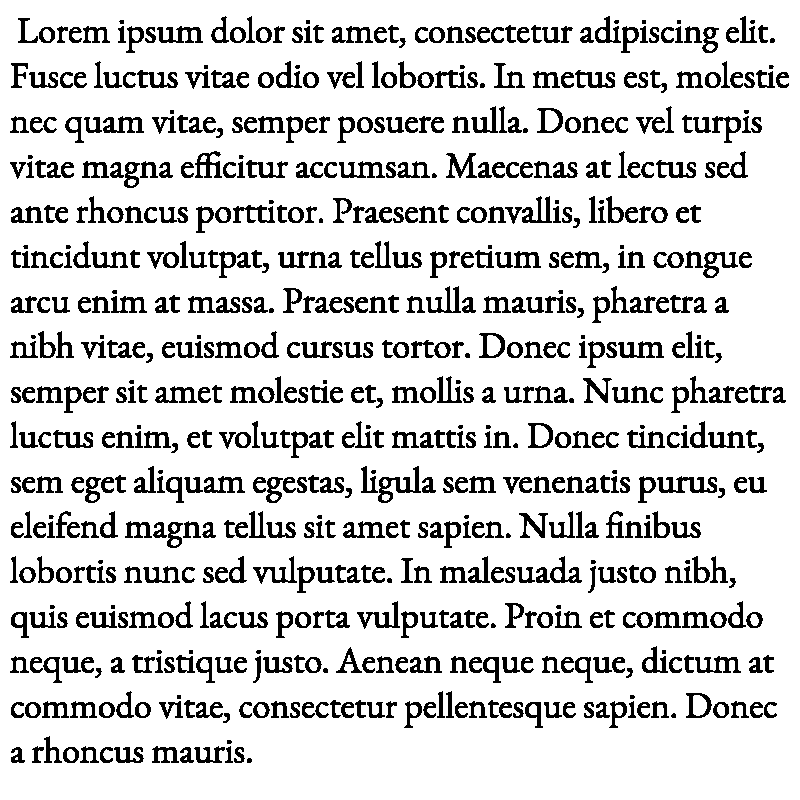 Lorem ipsum dolor sit amet, consectetur adipiscing elit.
Fusce luctus vitae odio vel lobortis. In metus est, molestie
nec quam vitae, semper posuere nulla. Donec vel turpis
vitae magna efficitur accumsan. Maecenas at lectus sed
ante rhoncus porttitor. Praesent convallis, libero et
tincidunt volutpat, urna tellus pretium sem, in congue
arcu enim at massa. Praesent nulla mauris, pharetra a
nibh vitae, euismod cursus tortor. Donec ipsum elit,
semper sit amet molestie et, mollis a urna. Nunc pharetra
luctus enim, et volutpat elit mattis in. Donec tincidunt,
sem eget aliquam egestas, ligula sem venenatis purus, eu
eleifend magna tellus sit amet sapien. Nulla finibus
lobortis nunc sed vulputate. In malesuada justo nibh,
quis euismod lacus porta vulputate. Proin et commodo
neque, a tristique justo. Aenean neque neque, dictum at
commodo vitae, consectetur pellentesque sapien. Donec
a rhoncus mauris.